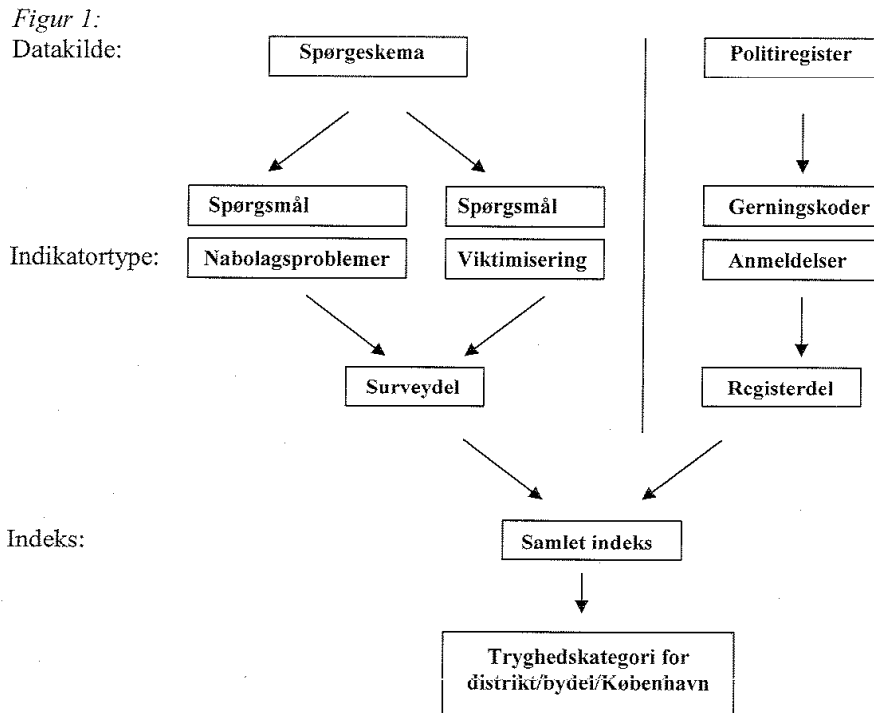 Figur 1:
Datakilde:
Spørgeskema
Politiregister
Spørgsmål
Spørgsmål
Gerningskoder
Indikatortype:
Nabolagsproblemer
Viktimisering
Anmeldelser
Surveydel
Registerdel
Indeks:
Samlet indeks
Tryghedskategori for
distrikt/bydel/København